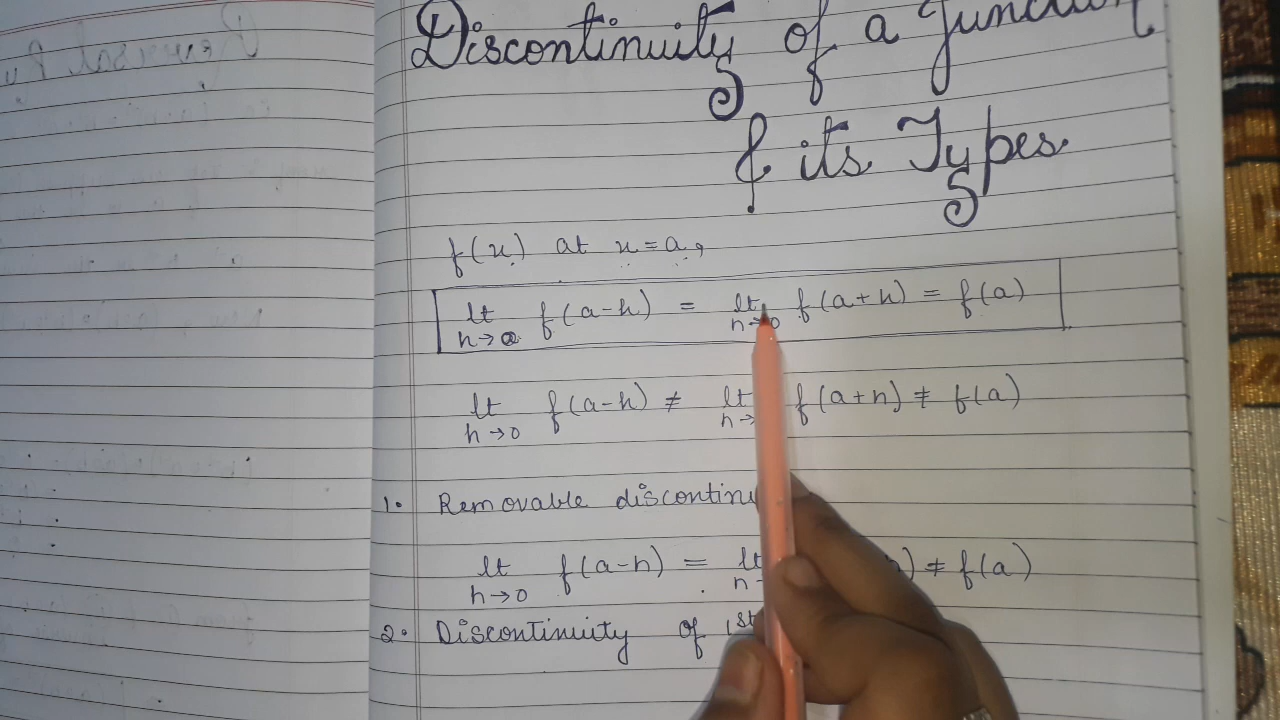 Discontinuity of a function
& its Types
f(x) at x = a,
lt h→0 f(a-h) = lt h→0 f(a+h) = f(a)
lt h→0 f(a-h) ≠ lt h→ f(a+h) ≠ f(a)
1. Removable discontinu
lt h→0 f(a-h) = lt h ) ≠ f(a)
2. Discontinuity of 1st